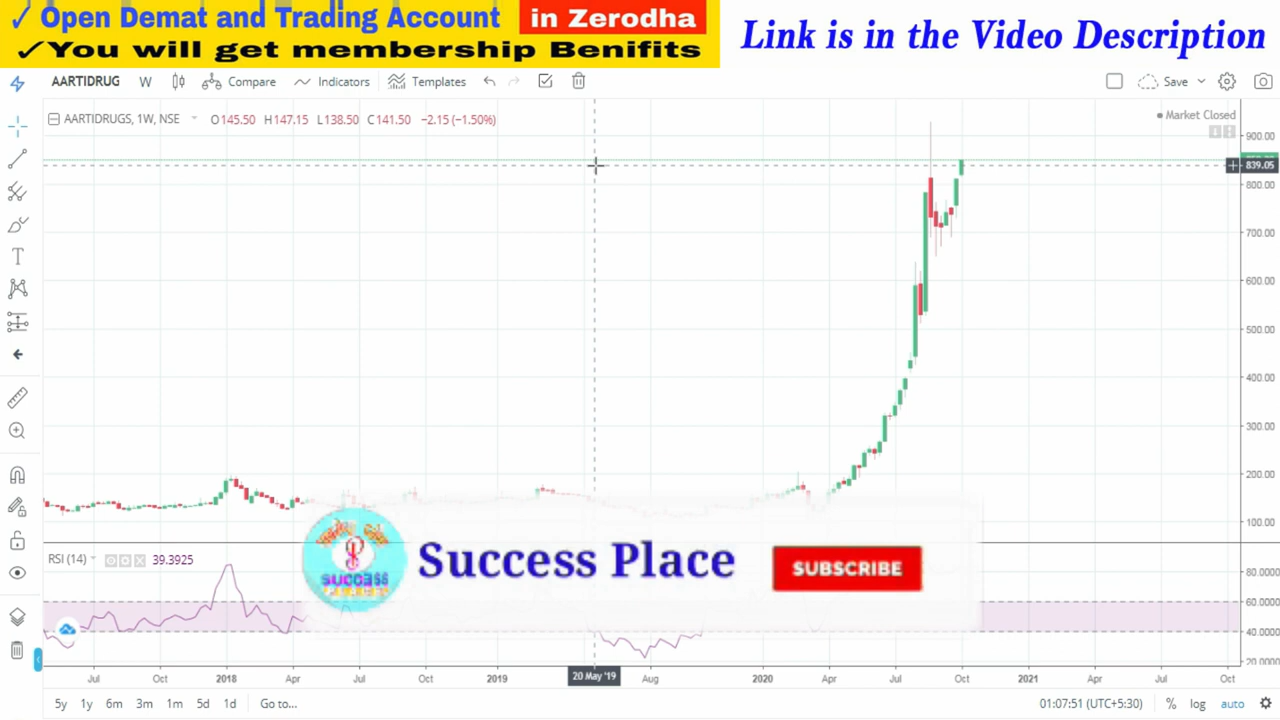 ✓ Open Demat and Trading Account in Zerodha
✓You will get membership Benifits
Link is in the Video Description
AARTIDRUG W Compare Indicators Templates Save
AARTIDRUGS, 1W, NSE O145.50 H147.15 L138.50 C141.50 −2.15 (−1.50%)
Market Closed
900.00
839.05
800.00
700.00
600.00
500.00
400.00
300.00
200.00
100.00
RSI (14) 39.3925
SUCCESS
Success Place
SUBSCRIBE
80.0000
60.0000
40.0000
20.0000
Jul Oct 2018 Apr Jul Oct 2019 20 May '19 Aug 2020 Apr Jul Oct 2021 Apr Jul Oct
5y 1y 6m 3m 1m 5d 1d Go to... 01:07:51 (UTC+5:30) % log auto